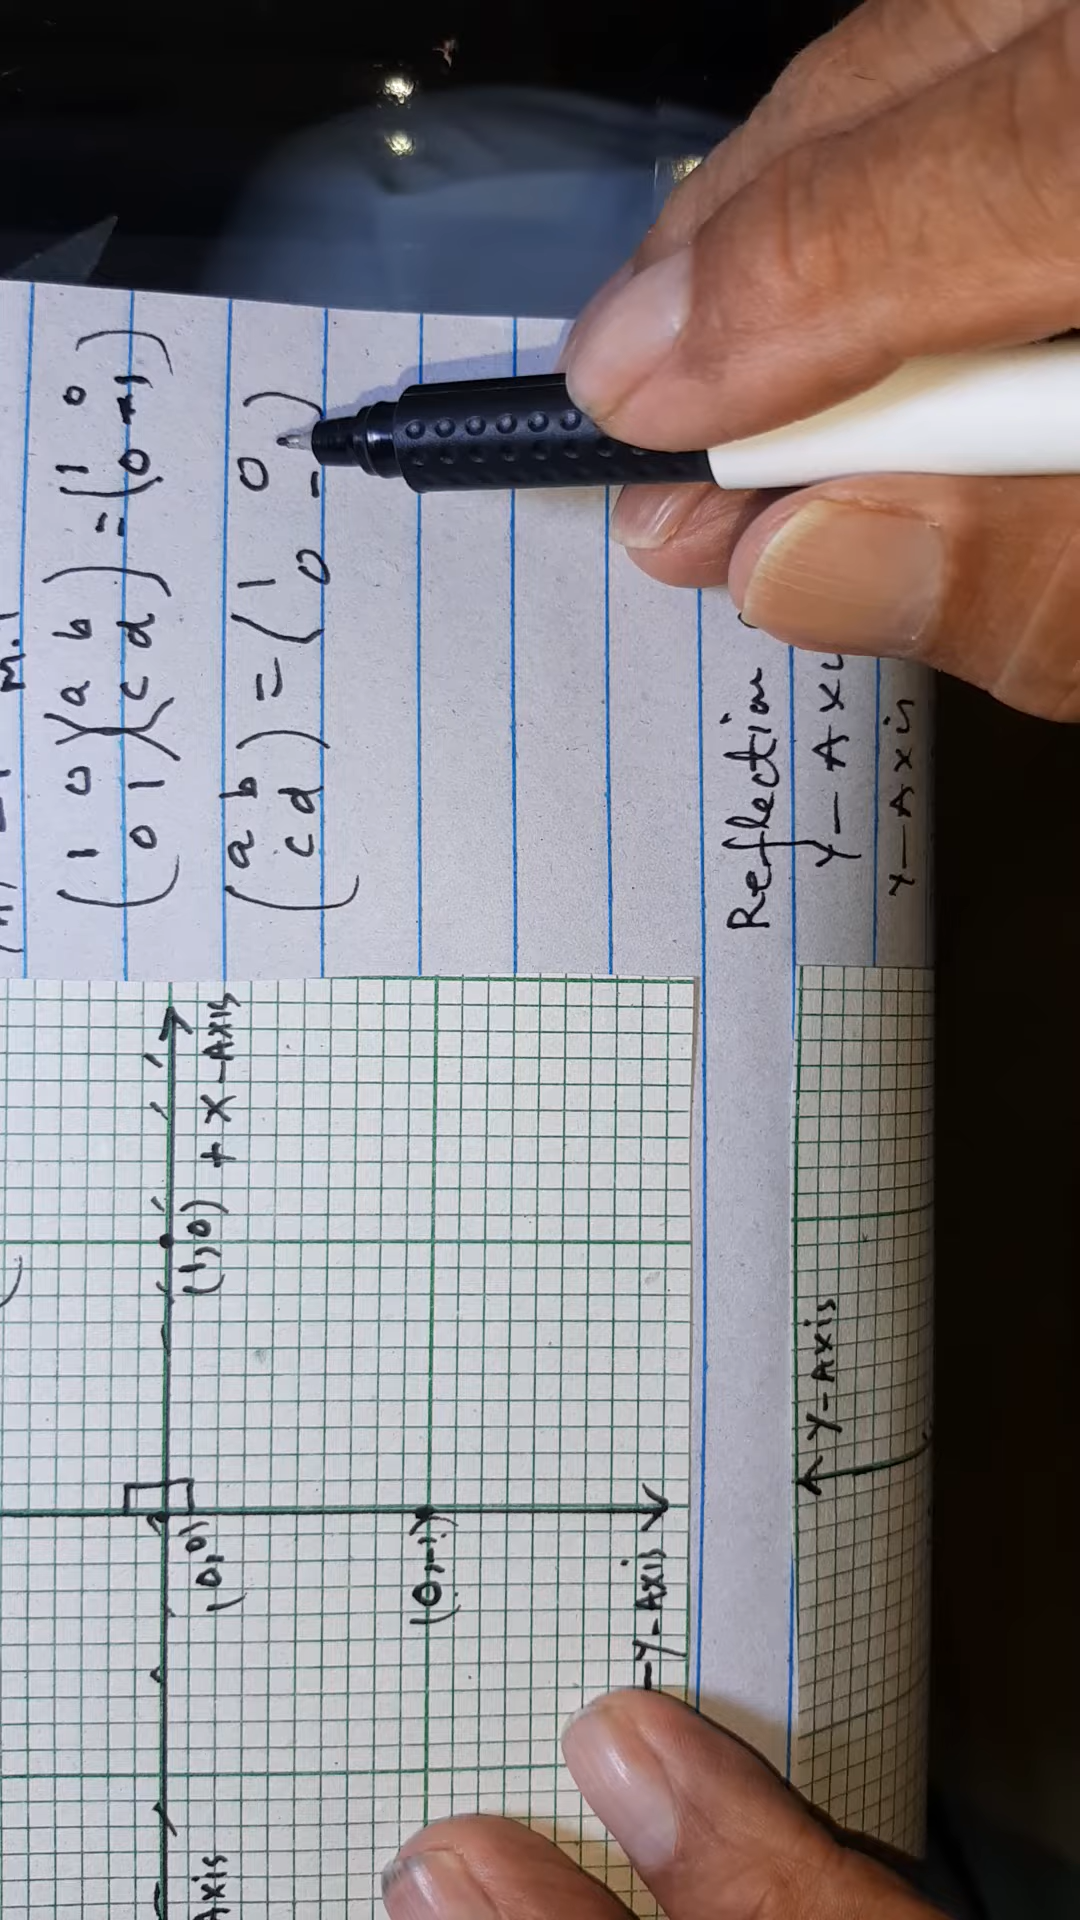 (1 0)(a b) = (1 0)
(0 1)(c d) = (0 -1)
(a b) = (1 0)
(c d) = (0 -
(1,0) + X-AXIS
(0,0)
(0,-1)
-Y-AXIS
AXIS
Reflection
Y-AXI
X-AXIS
Y-AXIS